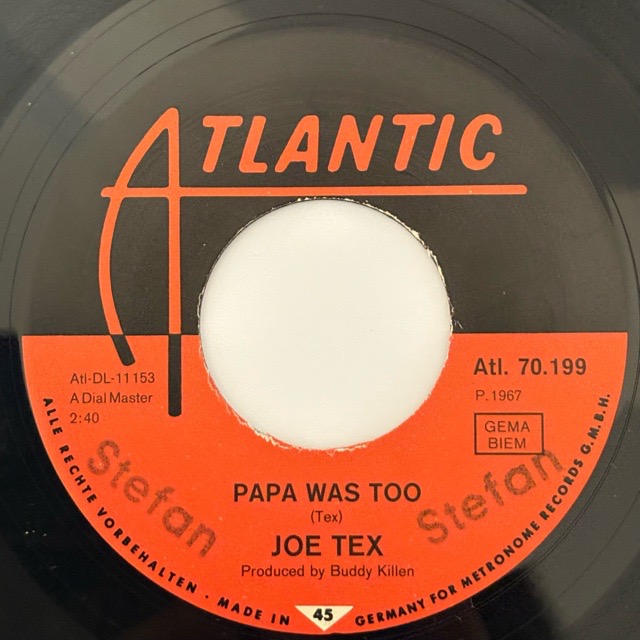 ATLANTIC
Atl-DL-11153
A Dial Master
2:40
Atl. 70.199
P. 1967
GEMA
BIEM
Stefan
Stefan
PAPA WAS TOO
(Tex)
JOE TEX
Produced by Buddy Killen
ALLE RECHTE VORBEHALTEN · MADE IN 45 GERMANY FOR METRONOME RECORDS G.M.B.H.